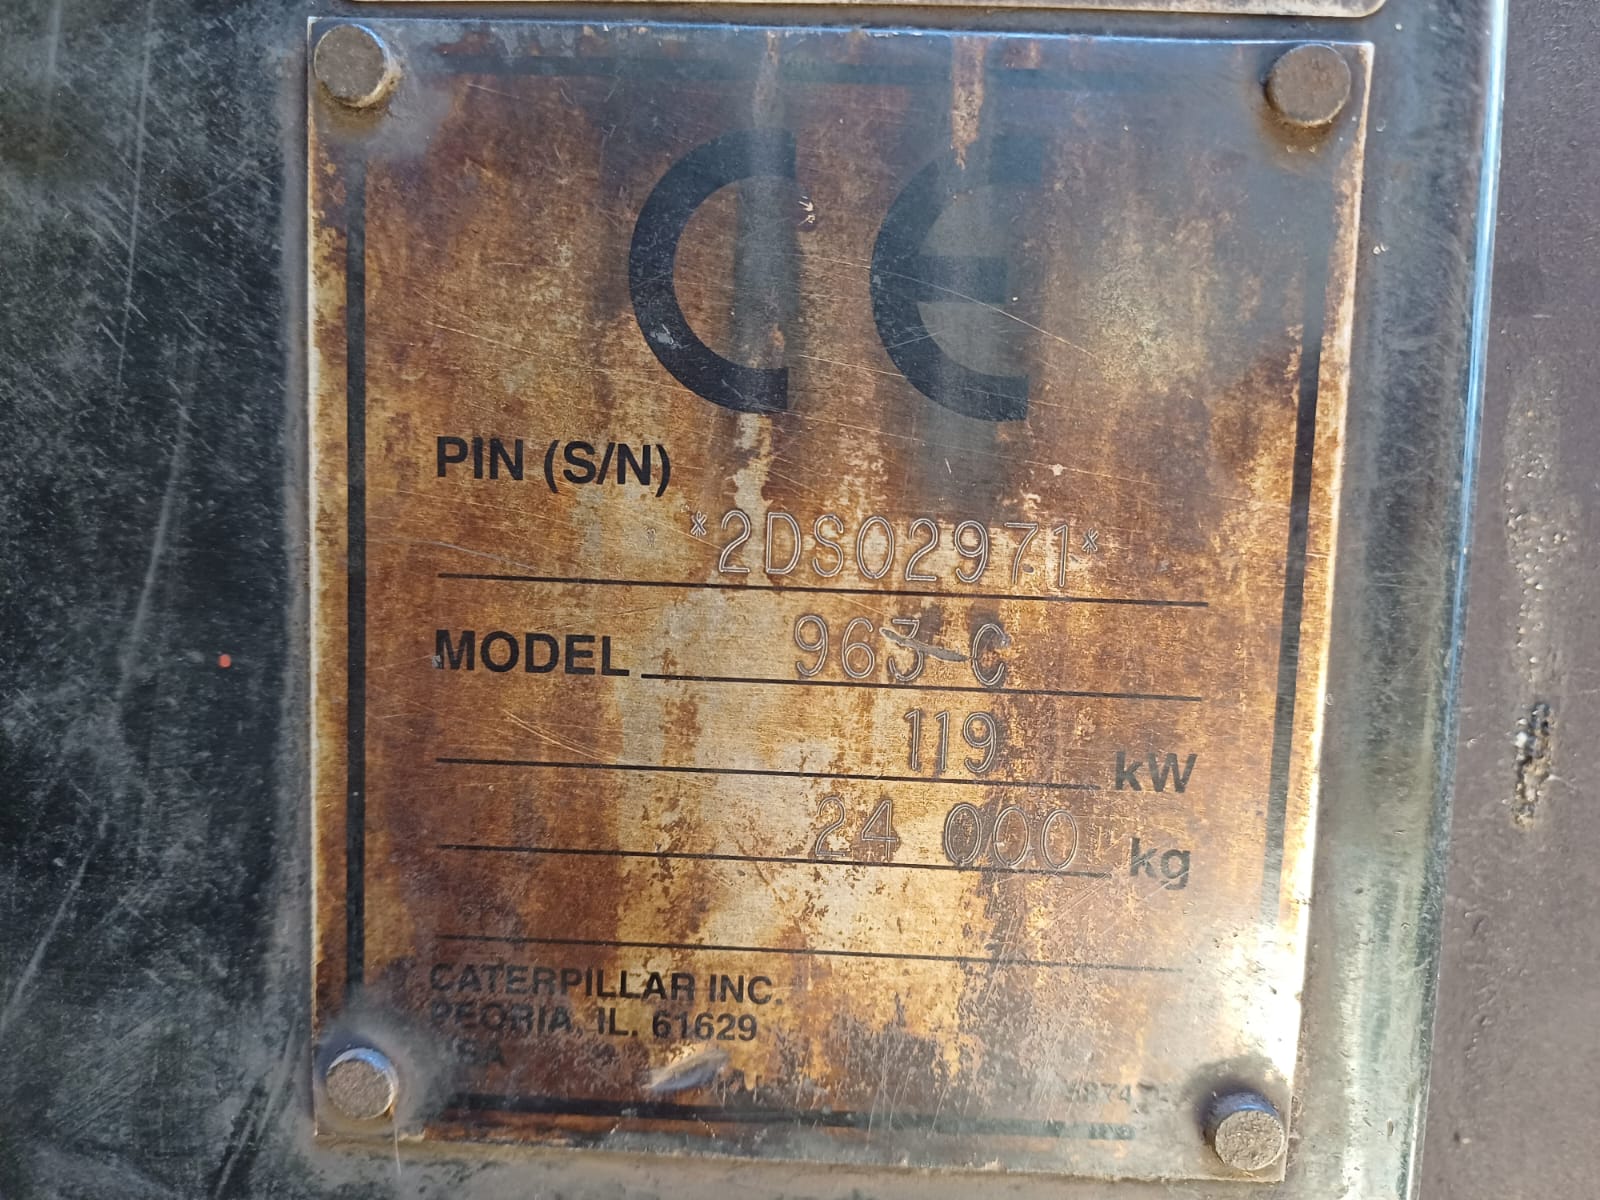 CE
PIN (S/N)
*2DS02971*
MODEL 963 C
119 kW
24 000 kg
CATERPILLAR INC.
PEORIA, IL. 61629